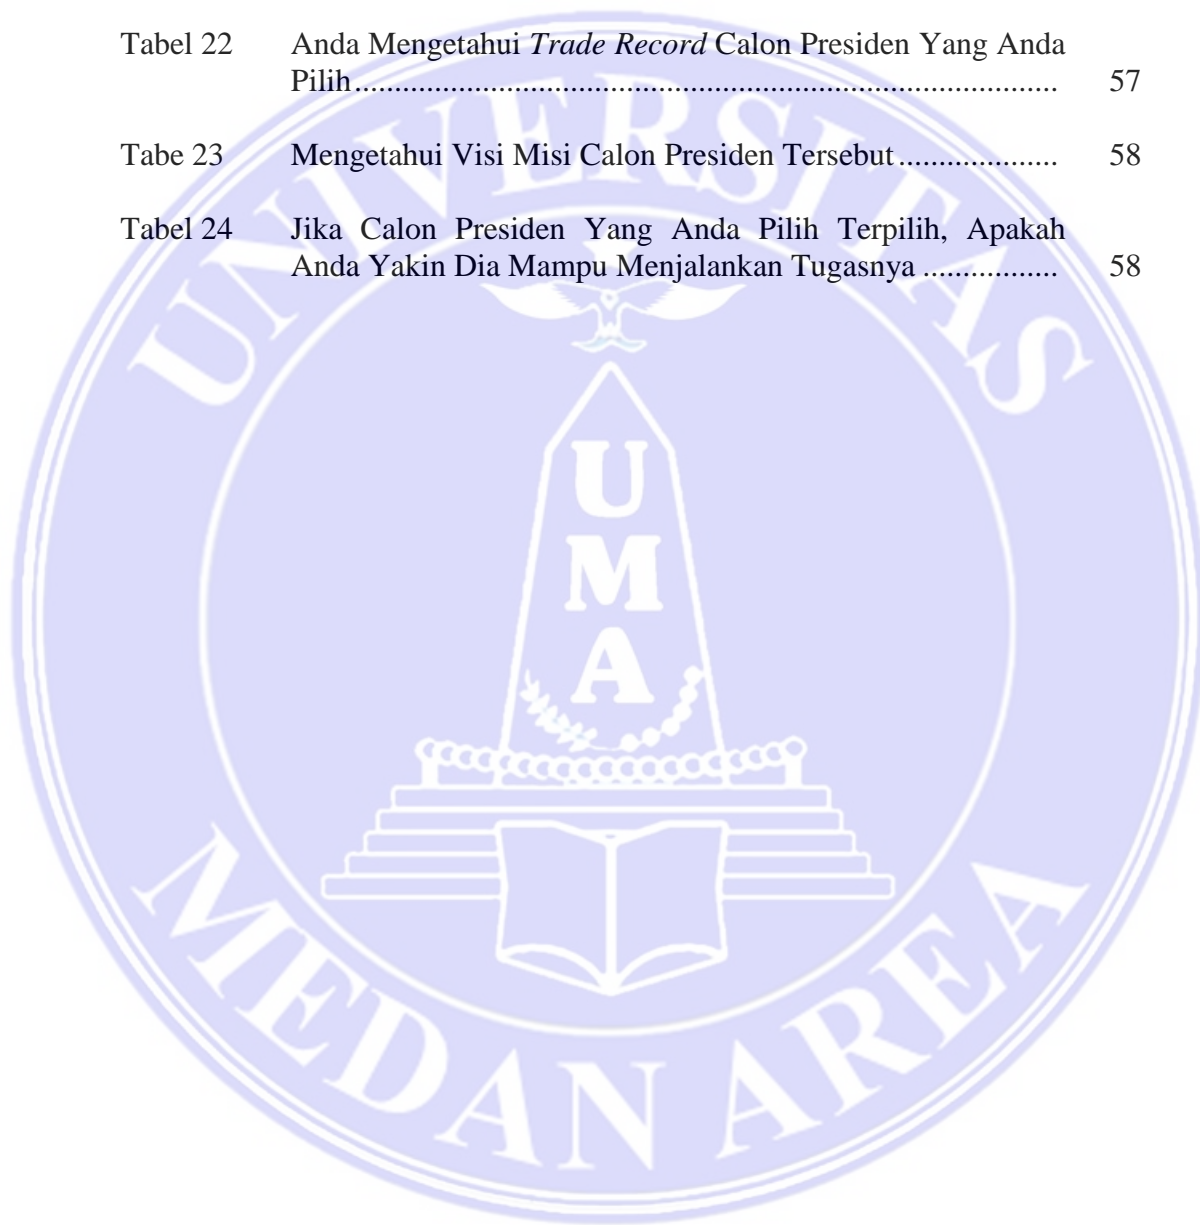 Tabel 22 Anda Mengetahui Trade Record Calon Presiden Yang Anda
Pilih......................................................................................... 57
Tabe 23 Mengetahui Visi Misi Calon Presiden Tersebut .................... 58
Tabel 24 Jika Calon Presiden Yang Anda Pilih Terpilih, Apakah
Anda Yakin Dia Mampu Menjalankan Tugasnya ................. 58
UNIVERSITAS
U
M
A
MEDAN AREA